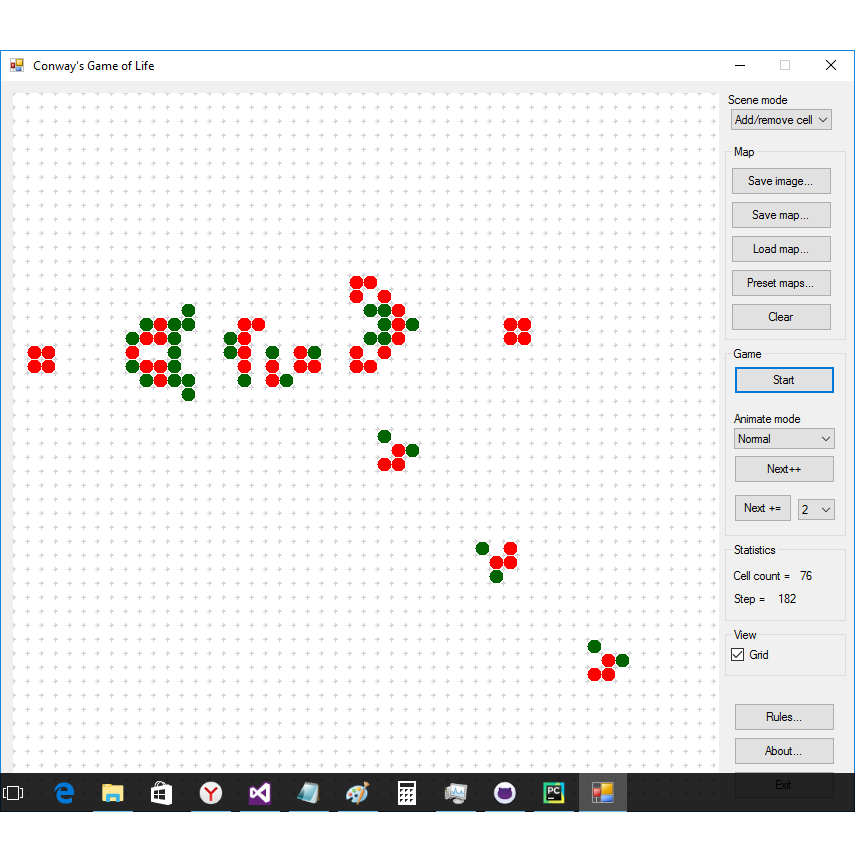 Conway's Game of Life
Scene mode
Add/remove cell
Map
Save image...
Save map...
Load map...
Preset maps...
Clear
Game
Start
Animate mode
Normal
Next++
Next += 2
Statistics
Cell count = 76
Step = 182
View
Grid
Rules...
About...
Exit
PC